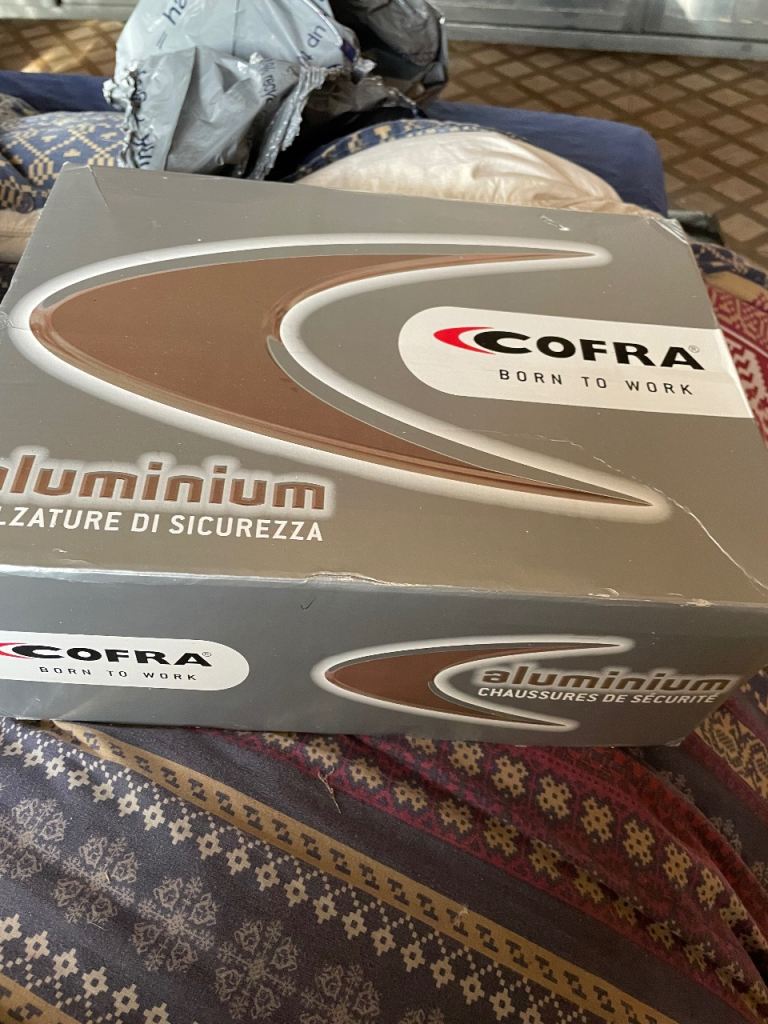 COFRA®
BORN TO WORK
aluminium
LZATURE DI SICUREZZA
COFRA®
BORN TO WORK
aluminium
CHAUSSURES DE SÉCURITÉ